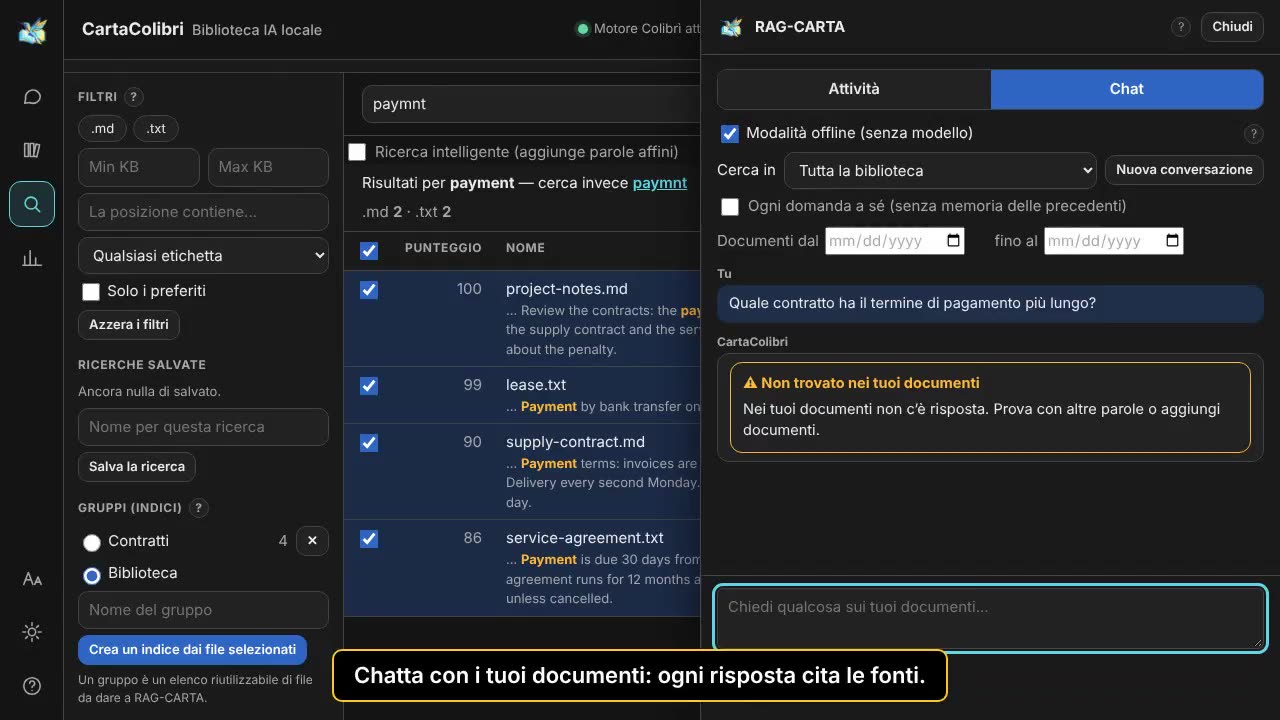 CartaColibri Biblioteca IA locale
Motore Colibrì att
FILTRI ?
.md .txt
Min KB Max KB
La posizione contiene...
Qualsiasi etichetta
Solo i preferiti
Azzera i filtri
RICERCHE SALVATE
Ancora nulla di salvato.
Nome per questa ricerca
Salva la ricerca
GRUPPI (INDICI) ?
Contratti 4 ×
Biblioteca
Nome del gruppo
Crea un indice dai file selezionati
Un gruppo è un elenco riutilizzabile di file
da dare a RAG-CARTA.
paymnt
Ricerca intelligente (aggiunge parole affini)
Risultati per payment — cerca invece paymnt
.md 2 · .txt 2
PUNTEGGIO NOME
100 project-notes.md
... Review the contracts: the pay
the supply contract and the ser
about the penalty.
99 lease.txt
... Payment by bank transfer on
90 supply-contract.md
... Payment terms: invoices are
Delivery every second Monday.
day.
86 service-agreement.txt
... Payment is due 30 days from
agreement runs for 12 months a
unless cancelled.
RAG-CARTA ? Chiudi
Attività Chat
Modalità offline (senza modello) ?
Cerca in Tutta la biblioteca Nuova conversazione
Ogni domanda a sé (senza memoria delle precedenti)
Documenti dal mm/dd/yyyy fino al mm/dd/yyyy
Tu
Quale contratto ha il termine di pagamento più lungo?
CartaColibri
⚠ Non trovato nei tuoi documenti
Nei tuoi documenti non c’è risposta. Prova con altre parole o aggiungi
documenti.
Chiedi qualcosa sui tuoi documenti...
Chatta con i tuoi documenti: ogni risposta cita le fonti.
AA
?